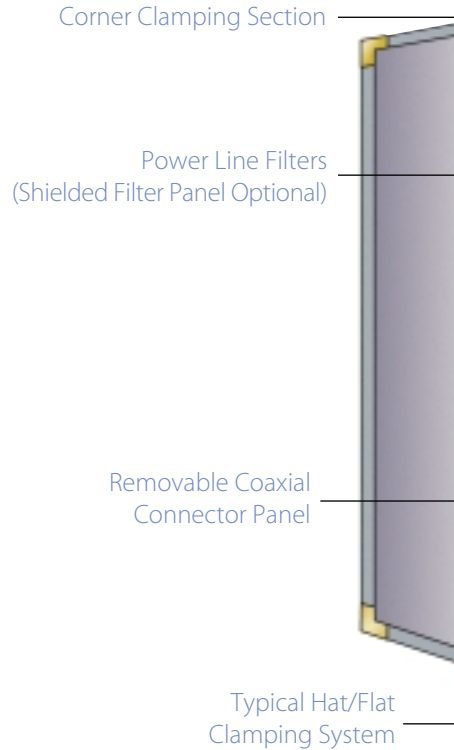 Corner Clamping Section
Power Line Filters
(Shielded Filter Panel Optional)
Removable Coaxial
Connector Panel
Typical Hat/Flat
Clamping System